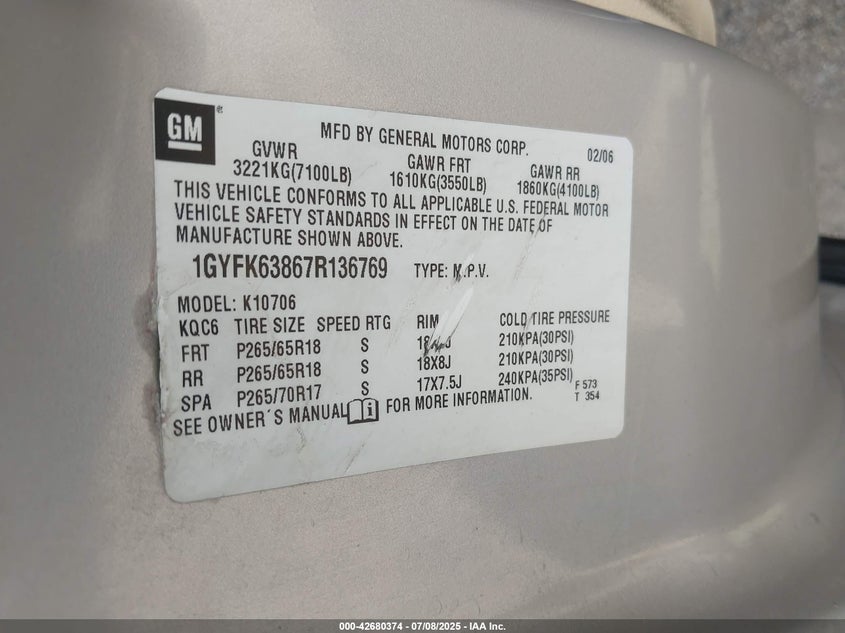 GM
MFD BY GENERAL MOTORS CORP. 02/06
GVWR GAWR FRT GAWR RR
3221KG(7100LB) 1610KG(3550LB) 1860KG(4100LB)
THIS VEHICLE CONFORMS TO ALL APPLICABLE U.S. FEDERAL MOTOR
VEHICLE SAFETY STANDARDS IN EFFECT ON THE DATE OF
MANUFACTURE SHOWN ABOVE.
1GYFK63867R136769 TYPE: M.P.V.
MODEL: K10706
KQC6 TIRE SIZE SPEED RTG RIM COLD TIRE PRESSURE
FRT P265/65R18 S 210KPA(30PSI)
RR P265/65R18 S 18X8J 210KPA(30PSI)
SPA P265/70R17 S 17X7.5J 240KPA(35PSI)
F 573
T 354
SEE OWNER'S MANUAL FOR MORE INFORMATION.
000-42680374 - 07/08/2025 - IAA Inc.